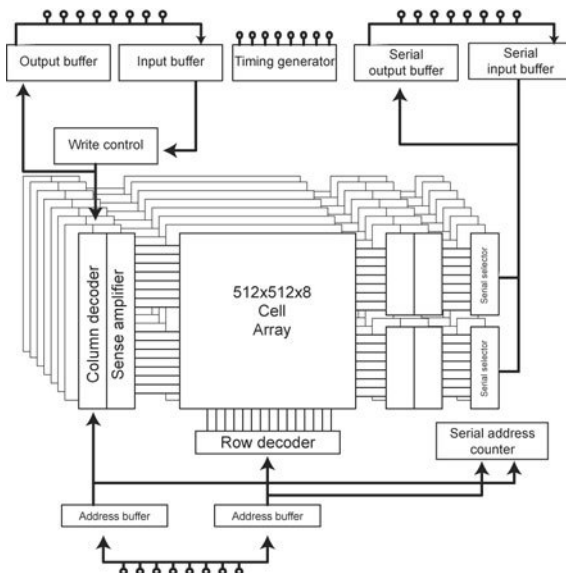 Output buffer
Input buffer
Timing generator
Serial
output buffer
Serial
input buffer
Write control
Column decoder
Sense amplifier
512x512x8
Cell
Array
Serial selector
Serial selector
Row decoder
Serial address
counter
Address buffer
Address buffer